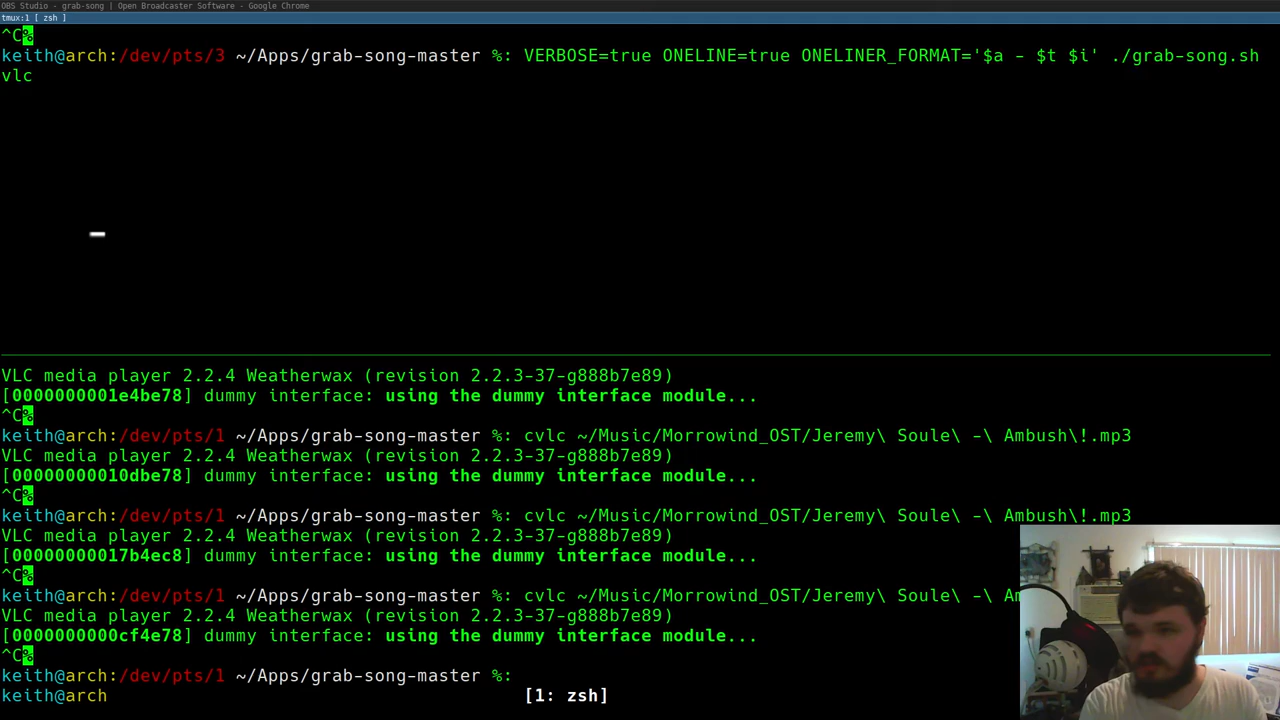 OBS Studio - grab-song | Open Broadcaster Software - Google Chrome
tmux:1 [ zsh ]
^C%
keith@arch:/dev/pts/3 ~/Apps/grab-song-master %: VERBOSE=true ONELINE=true ONELINER_FORMAT='$a - $t $i' ./grab-song.sh
vlc
VLC media player 2.2.4 Weatherwax (revision 2.2.3-37-g888b7e89)
[0000000001e4be78] dummy interface: using the dummy interface module...
^C%
keith@arch:/dev/pts/1 ~/Apps/grab-song-master %: cvlc ~/Music/Morrowind_OST/Jeremy\ Soule\ -\ Ambush\!.mp3
VLC media player 2.2.4 Weatherwax (revision 2.2.3-37-g888b7e89)
[00000000010dbe78] dummy interface: using the dummy interface module...
^C%
keith@arch:/dev/pts/1 ~/Apps/grab-song-master %: cvlc ~/Music/Morrowind_OST/Jeremy\ Soule\ -\ Ambush\!.mp3
VLC media player 2.2.4 Weatherwax (revision 2.2.3-37-g888b7e89)
[00000000017b4ec8] dummy interface: using the dummy interface module...
^C%
keith@arch:/dev/pts/1 ~/Apps/grab-song-master %: cvlc ~/Music/Morrowind_OST/Jeremy\ Soule\ -\ Am
VLC media player 2.2.4 Weatherwax (revision 2.2.3-37-g888b7e89)
[0000000000cf4e78] dummy interface: using the dummy interface module...
^C%
keith@arch:/dev/pts/1 ~/Apps/grab-song-master %:
keith@arch [1: zsh]